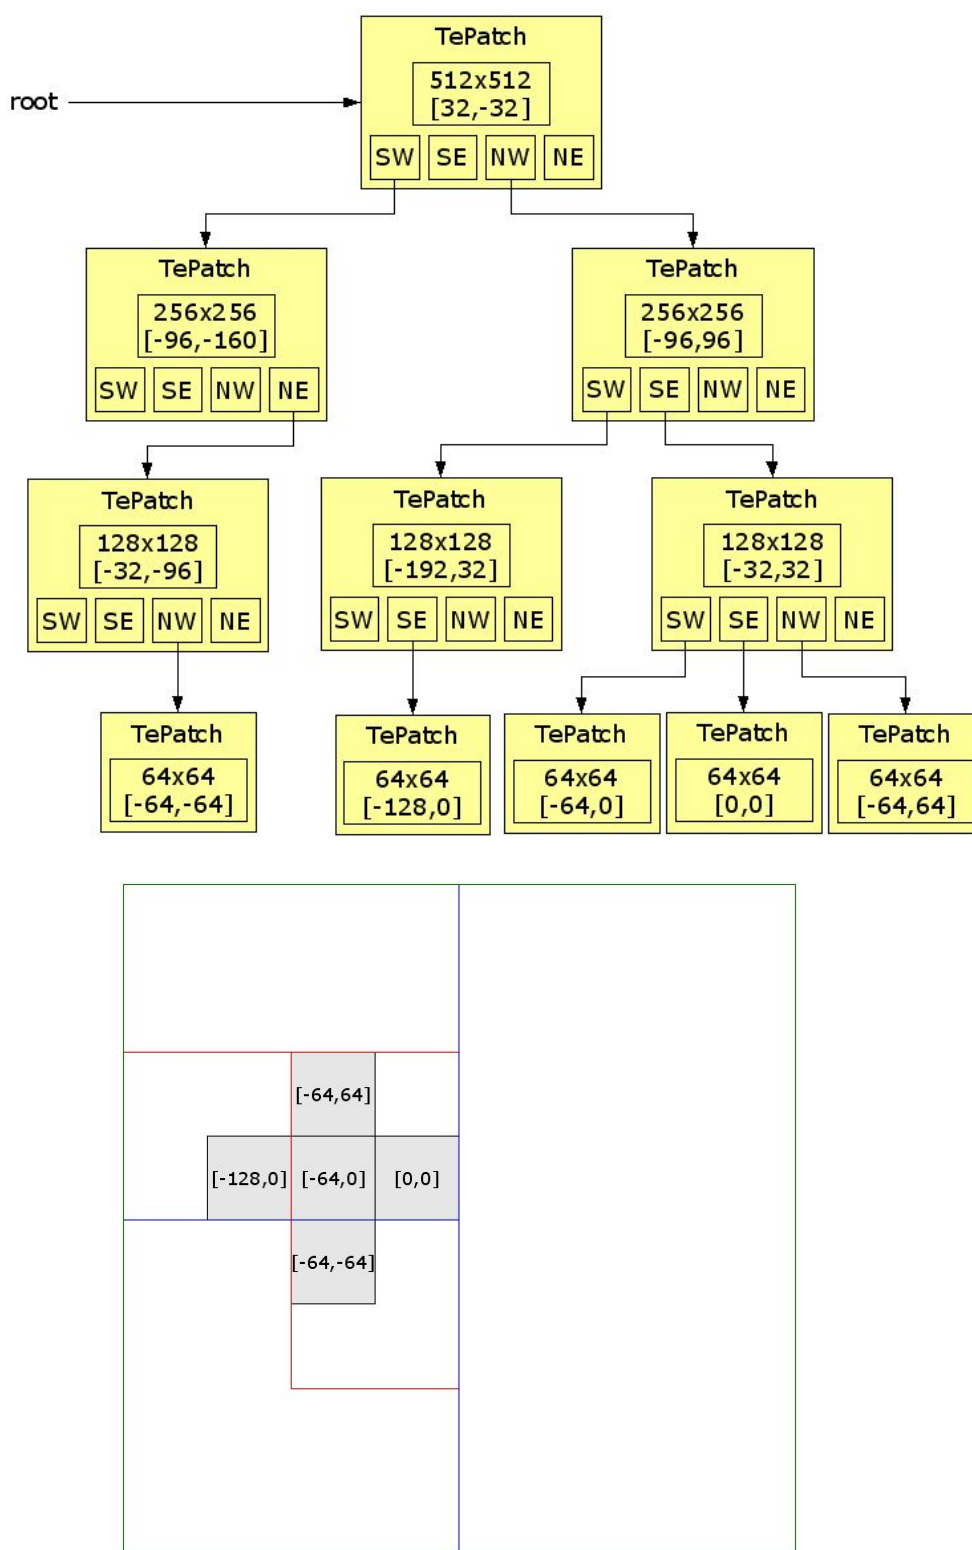 TePatch
512x512
[32,-32]
root
SW SE NW NE
TePatch
256x256
[-96,-160]
SW SE NW NE
TePatch
256x256
[-96,96]
SW SE NW NE
TePatch
128x128
[-32,-96]
SW SE NW NE
TePatch
128x128
[-192,32]
SW SE NW NE
TePatch
128x128
[-32,32]
SW SE NW NE
TePatch
64x64
[-64,-64]
TePatch
64x64
[-128,0]
TePatch
64x64
[-64,0]
TePatch
64x64
[0,0]
TePatch
64x64
[-64,64]
[-64,64]
[-128,0] [-64,0] [0,0]
[-64,-64]